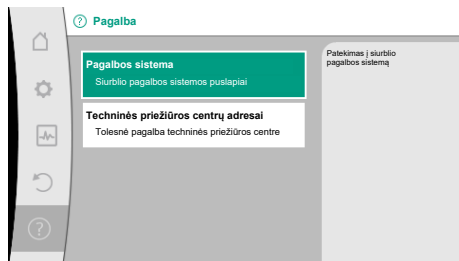 Pagalba
Pagalbos sistema
Siurblio pagalbos sistemos puslapiai
Techninės priežiūros centrų adresai
Tolesnė pagalba techninės priežiūros centre
Patekimas į siurblio
pagalbos sistemą